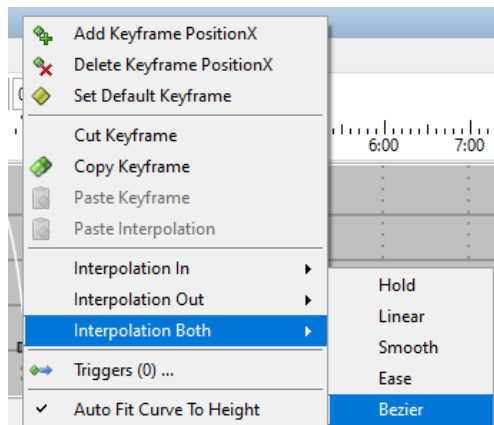 Add Keyframe PositionX
Delete Keyframe PositionX
Set Default Keyframe
Cut Keyframe
Copy Keyframe
Paste Keyframe
Paste Interpolation
Interpolation In
Interpolation Out
Interpolation Both
Triggers (0) ...
Auto Fit Curve To Height
6:00 7:00
Hold
Linear
Smooth
Ease
Bezier